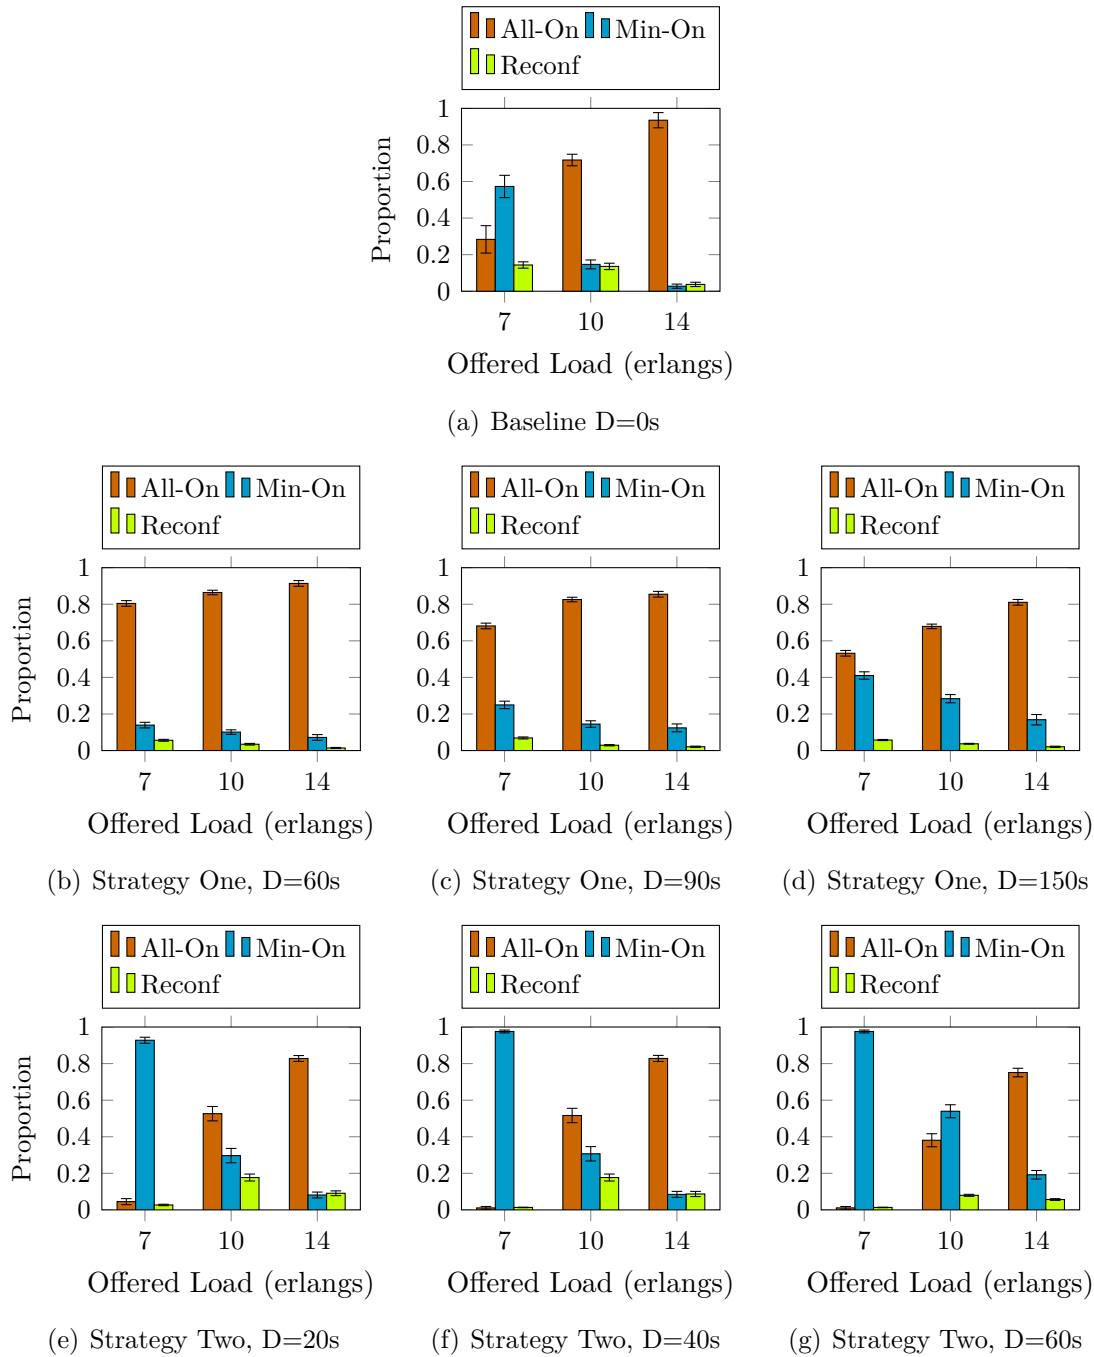 All-On Min-On
Reconf
1
0.8
0.6
0.4
0.2
0
Proportion
7 10 14
Offered Load (erlangs)
(a) Baseline D=0s
All-On Min-On
Reconf
1
0.8
0.6
0.4
0.2
0
Proportion
7 10 14
Offered Load (erlangs)
(b) Strategy One, D=60s
All-On Min-On
Reconf
1
0.8
0.6
0.4
0.2
0
7 10 14
Offered Load (erlangs)
(c) Strategy One, D=90s
All-On Min-On
Reconf
1
0.8
0.6
0.4
0.2
0
7 10 14
Offered Load (erlangs)
(d) Strategy One, D=150s
All-On Min-On
Reconf
1
0.8
0.6
0.4
0.2
0
Proportion
7 10 14
Offered Load (erlangs)
(e) Strategy Two, D=20s
All-On Min-On
Reconf
1
0.8
0.6
0.4
0.2
0
7 10 14
Offered Load (erlangs)
(f) Strategy Two, D=40s
All-On Min-On
Reconf
1
0.8
0.6
0.4
0.2
0
7 10 14
Offered Load (erlangs)
(g) Strategy Two, D=60s